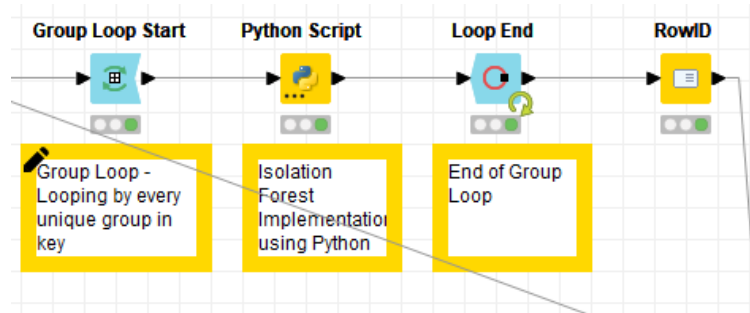 Group Loop Start
Python Script
Loop End
RowID
Group Loop -
Looping by every
unique group in
key
Isolation
Forest
Implementation
using Python
End of Group
Loop